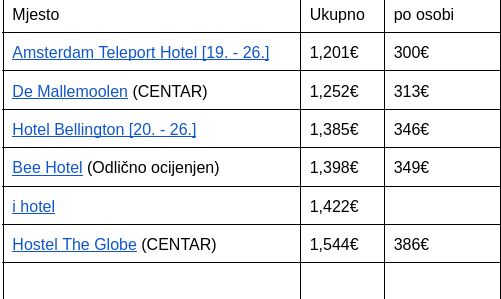 Mjesto Ukupno po osobi
Amsterdam Teleport Hotel [19. - 26.] 1,201€ 300€
De Mallemoolen (CENTAR) 1,252€ 313€
Hotel Bellington [20. - 26.] 1,385€ 346€
Bee Hotel (Odlično ocijenjen) 1,398€ 349€
i hotel 1,422€
Hostel The Globe (CENTAR) 1,544€ 386€